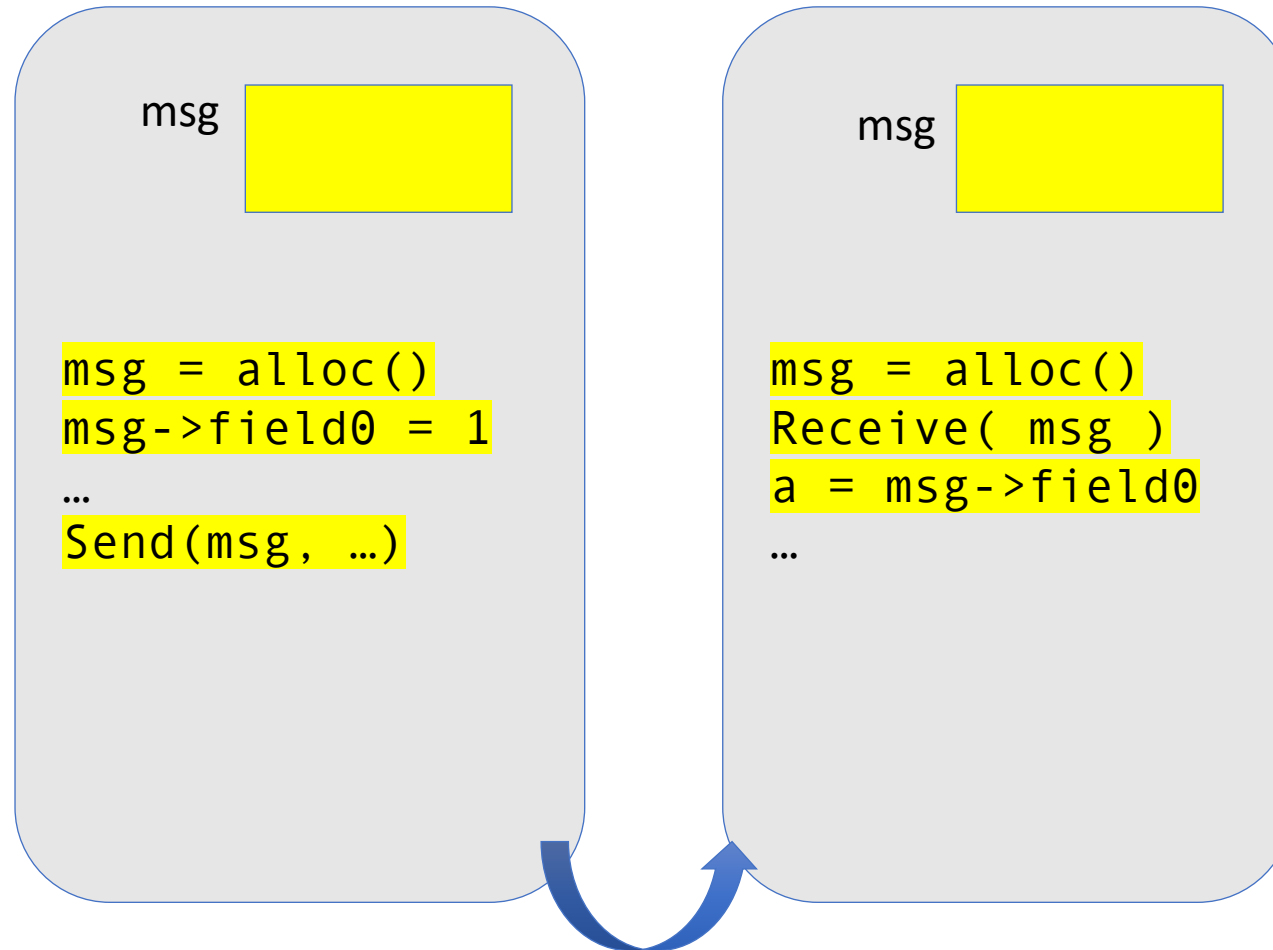 msg
msg = alloc()
msg->field0 = 1
…
Send(msg, …)
msg
msg = alloc()
Receive( msg )
a = msg->field0
…